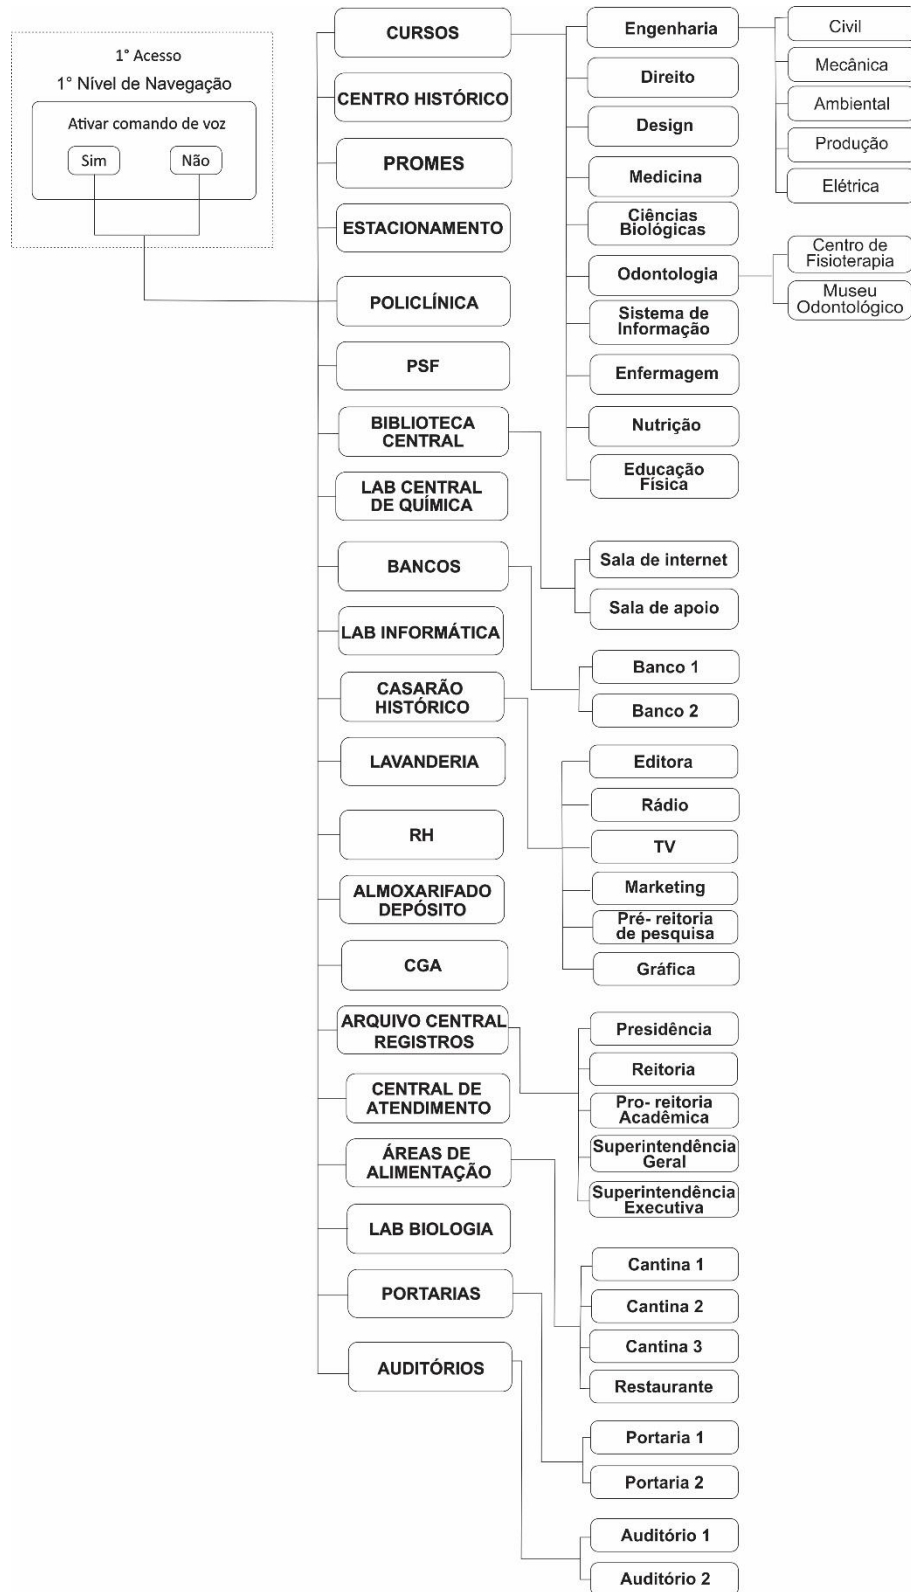 1° Acesso
1° Nível de Navegação
Ativar comando de voz
Sim
Não
CURSOS
CENTRO HISTÓRICO
PROMES
ESTACIONAMENTO
POLICLÍNICA
PSF
BIBLIOTECA
CENTRAL
LAB CENTRAL
DE QUÍMICA
BANCOS
LAB INFORMÁTICA
CASARÃO
HISTÓRICO
LAVANDERIA
RH
ALMOXARIFADO
DEPÓSITO
CGA
ARQUIVO CENTRAL
REGISTROS
CENTRAL DE
ATENDIMENTO
ÁREAS DE
ALIMENTAÇÃO
LAB BIOLOGIA
PORTARIAS
AUDITÓRIOS
Engenharia
Direito
Design
Medicina
Ciências
Biológicas
Odontologia
Sistema de
Informação
Enfermagem
Nutrição
Educação
Física
Sala de internet
Sala de apoio
Banco 1
Banco 2
Editora
Rádio
TV
Marketing
Pré- reitoria
de pesquisa
Gráfica
Presidência
Reitoria
Pro- reitoria
Acadêmica
Superintendência
Geral
Superintendência
Executiva
Cantina 1
Cantina 2
Cantina 3
Restaurante
Portaria 1
Portaria 2
Auditório 1
Auditório 2
Civil
Mecânica
Ambiental
Produção
Elétrica
Centro de
Fisioterapia
Museu
Odontológico